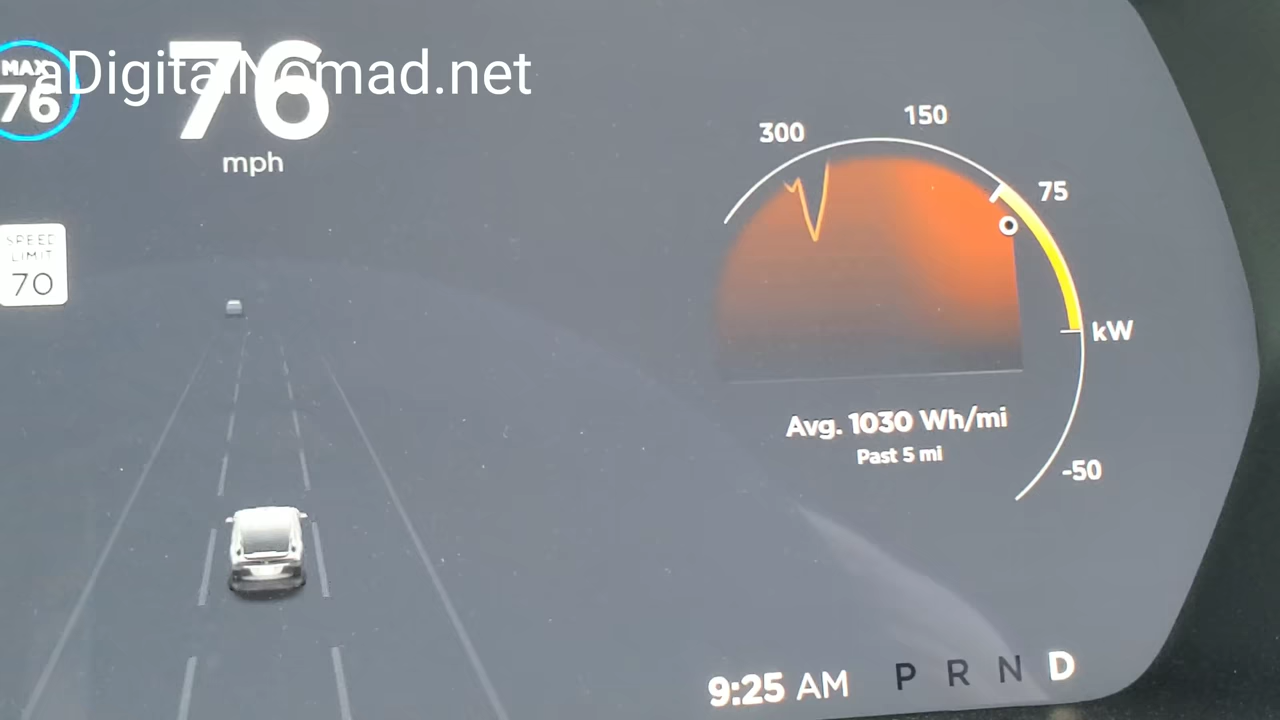 aDigitalNomad.net
MAX
76
76
mph
SPEED
LIMIT
70
300
150
75
kW
-50
Avg. 1030 Wh/mi
Past 5 mi
9:25 AM
P R N D